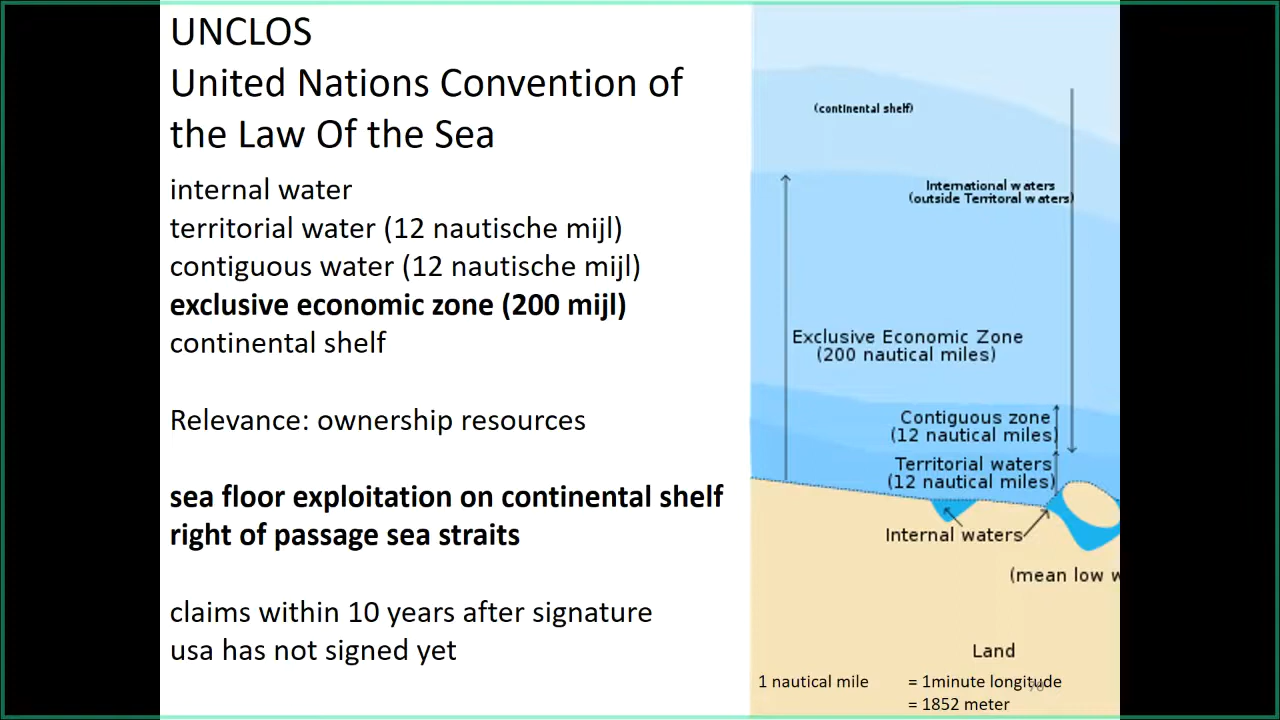 UNCLOS
United Nations Convention of
the Law Of the Sea
internal water
territorial water (12 nautische mijl)
contiguous water (12 nautische mijl)
exclusive economic zone (200 mijl)
continental shelf
Relevance: ownership resources
sea floor exploitation on continental shelf
right of passage sea straits
claims within 10 years after signature
usa has not signed yet
(continental shelf)
International waters
(outside Territoral waters)
Exclusive Economic Zone
(200 nautical miles)
Contiguous zone
(12 nautical miles)
Territorial waters
(12 nautical miles)
Internal waters
(mean low w
Land
1 nautical mile = 1minute longitude
= 1852 meter